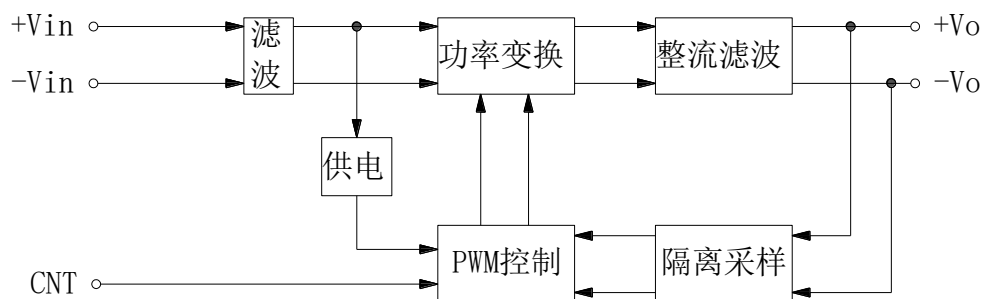 +Vin
滤波
功率变换
整流滤波
+Vo
-Vin
-Vo
供电
PWM控制
隔离采样
CNT